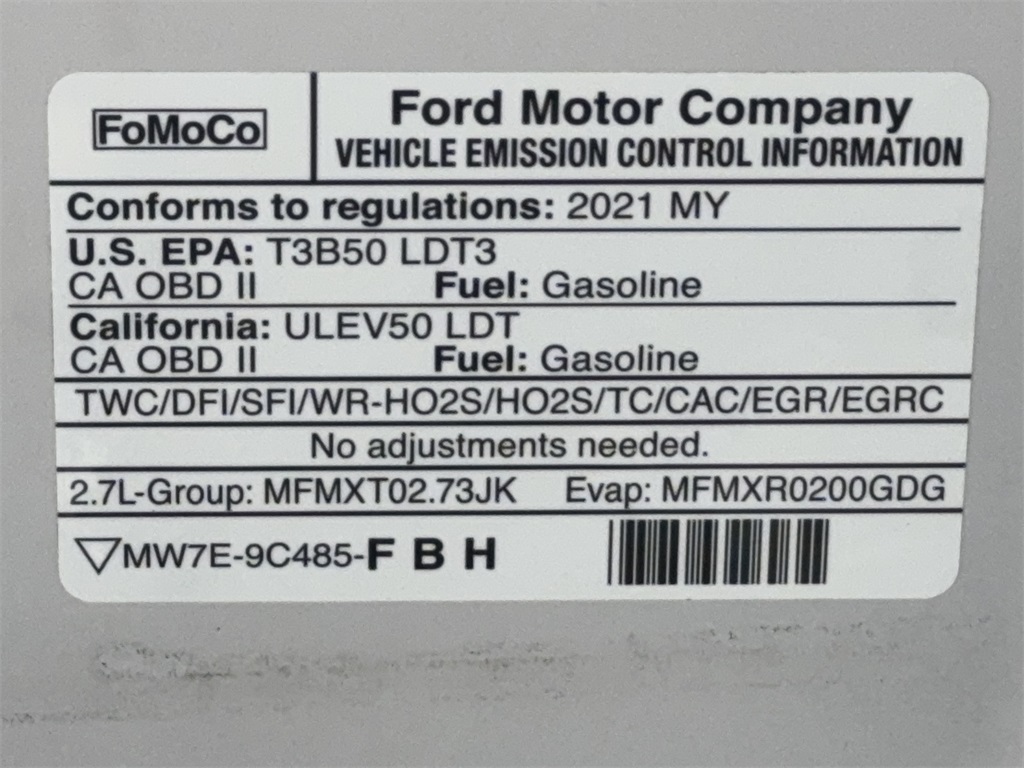 FoMoCo
Ford Motor Company
VEHICLE EMISSION CONTROL INFORMATION
Conforms to regulations: 2021 MY
U.S. EPA: T3B50 LDT3
CA OBD II Fuel: Gasoline
California: ULEV50 LDT
CA OBD II Fuel: Gasoline
TWC/DFI/SFI/WR-HO2S/HO2S/TC/CAC/EGR/EGRC
No adjustments needed.
2.7L-Group: MFMXT02.73JK Evap: MFMXR0200GDG
MW7E-9C485-F B H